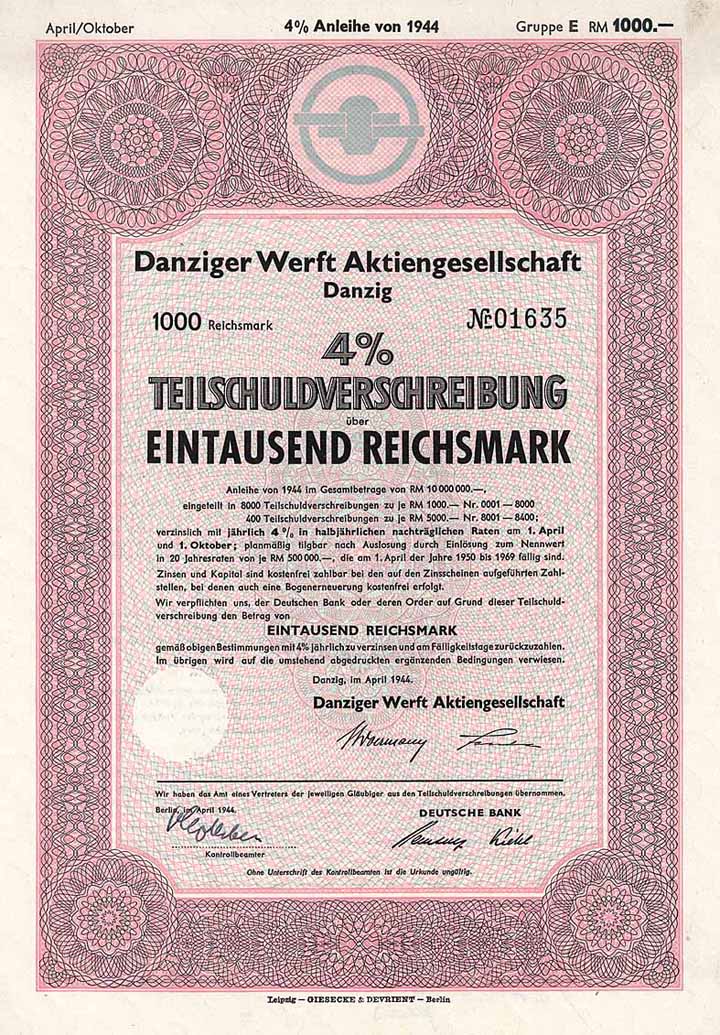 April/Oktober 4% Anleihe von 1944 Gruppe E RM 1000.—
Danziger Werft Aktiengesellschaft
Danzig
1000 Reichsmark № 01635
4%
TEILSCHULDVERSCHREIBUNG
über
EINTAUSEND REICHSMARK
Anleihe von 1944 im Gesamtbetrage von RM 10 000 000.—,
eingeteilt in 8000 Teilschuldverschreibungen zu je RM 1000.— Nr. 0001 — 8000
400 Teilschuldverschreibungen zu je RM 5000.— Nr. 8001 — 8400;
verzinslich mit jährlich 4% in halbjährlichen nachträglichen Raten am 1. April
und 1. Oktober; planmäßig tilgbar nach Auslosung durch Einlösung zum Nennwert
in 20 Jahresraten von je RM 500 000.—, die am 1. April der Jahre 1950 bis 1969 fällig sind.
Zinsen und Kapital sind kostenfrei zahlbar bei den auf den Zinsscheinen aufgeführten Zahl-
stellen, bei denen auch eine Bogenerneuerung kostenfrei erfolgt.
Wir verpflichten uns, der Deutschen Bank oder deren Order auf Grund dieser Teilschuld-
verschreibung den Betrag von
EINTAUSEND REICHSMARK
gemäß obigen Bestimmungen mit 4% jährlich zu verzinsen und am Fälligkeitstage zurückzuzahlen.
Im übrigen wird auf die umstehend abgedruckten ergänzenden Bedingungen verwiesen.
Danzig, im April 1944.
Danziger Werft Aktiengesellschaft
Wir haben das Amt eines Vertreters der jeweiligen Gläubiger aus den Teilschuldverschreibungen übernommen.
Berlin, im April 1944.
DEUTSCHE BANK
Kontrollbeamter
Ohne Unterschrift des Kontrollbeamten ist die Urkunde ungültig.
Leipzig — GIESECKE & DEVRIENT — Berlin